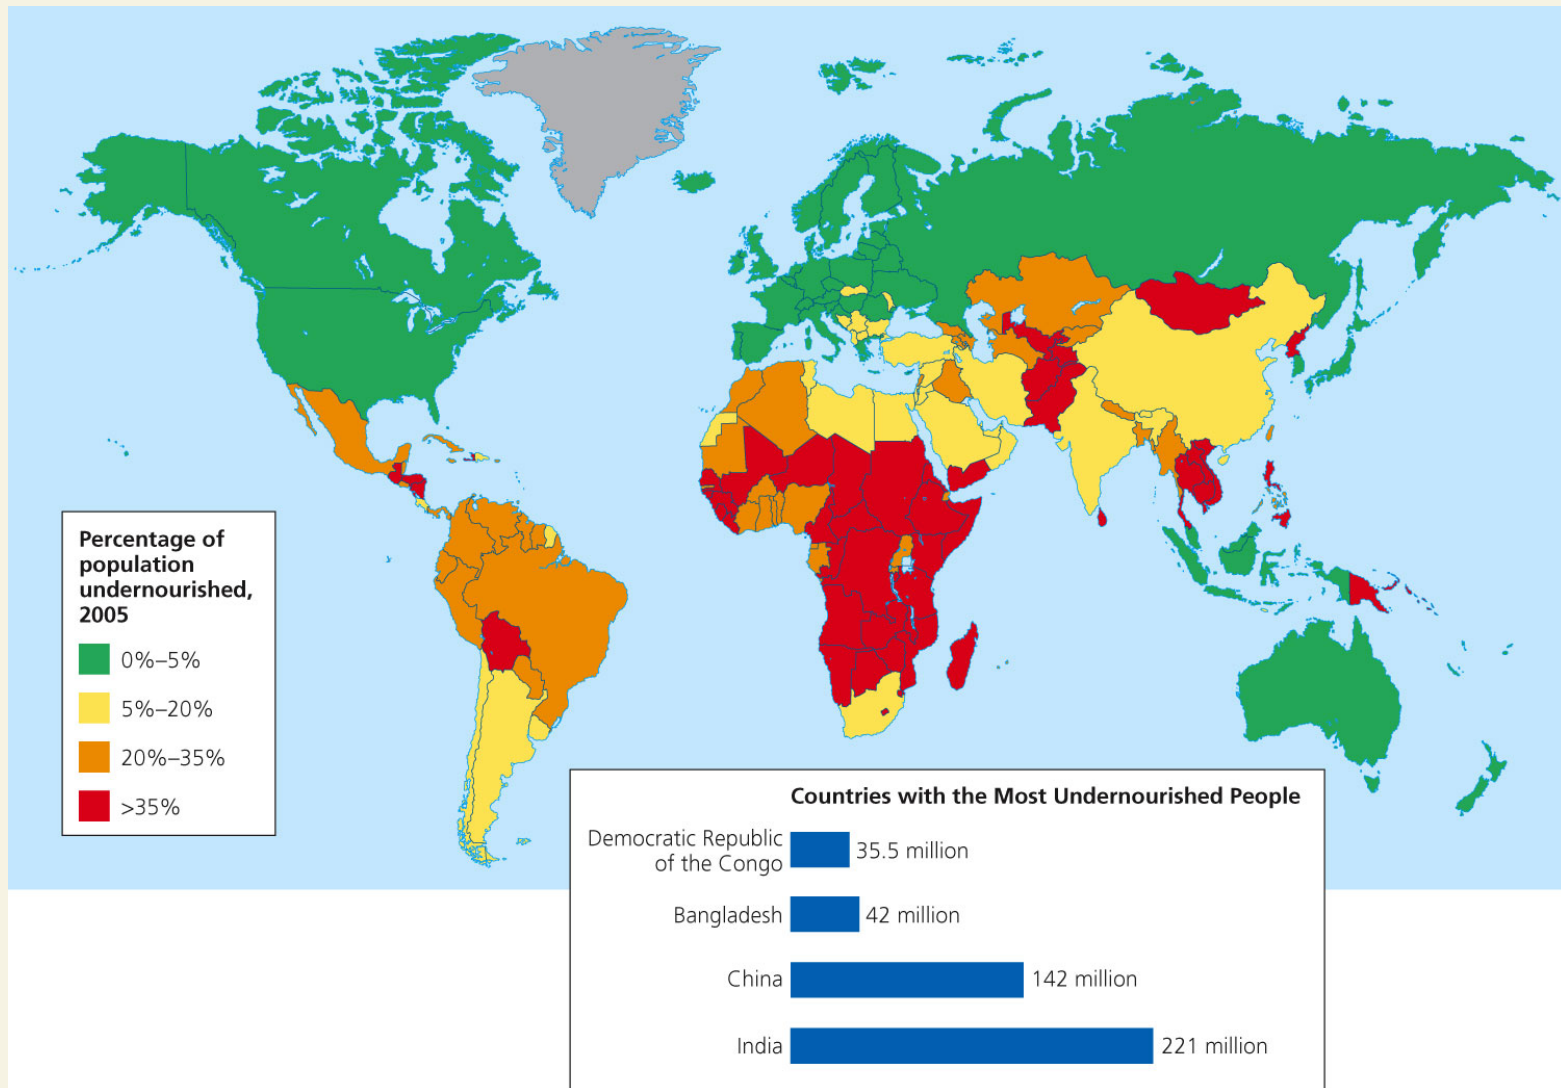 Percentage of
population
undernourished,
2005
0%–5%
5%–20%
20%–35%
>35%
Countries with the Most Undernourished People
Democratic Republic
of the Congo
35.5 million
Bangladesh
42 million
China
142 million
India
221 million